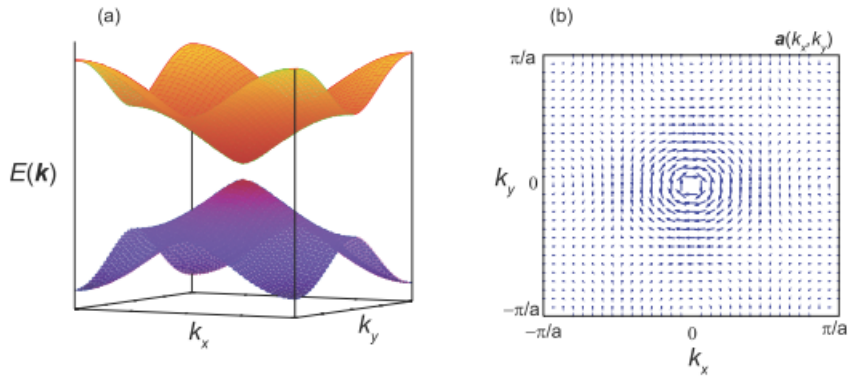 (a)
E(k)
k_x
k_y
(b)
a(k_x,k_y)
π/a
k_y
0
−π/a
−π/a
0
π/a
k_x